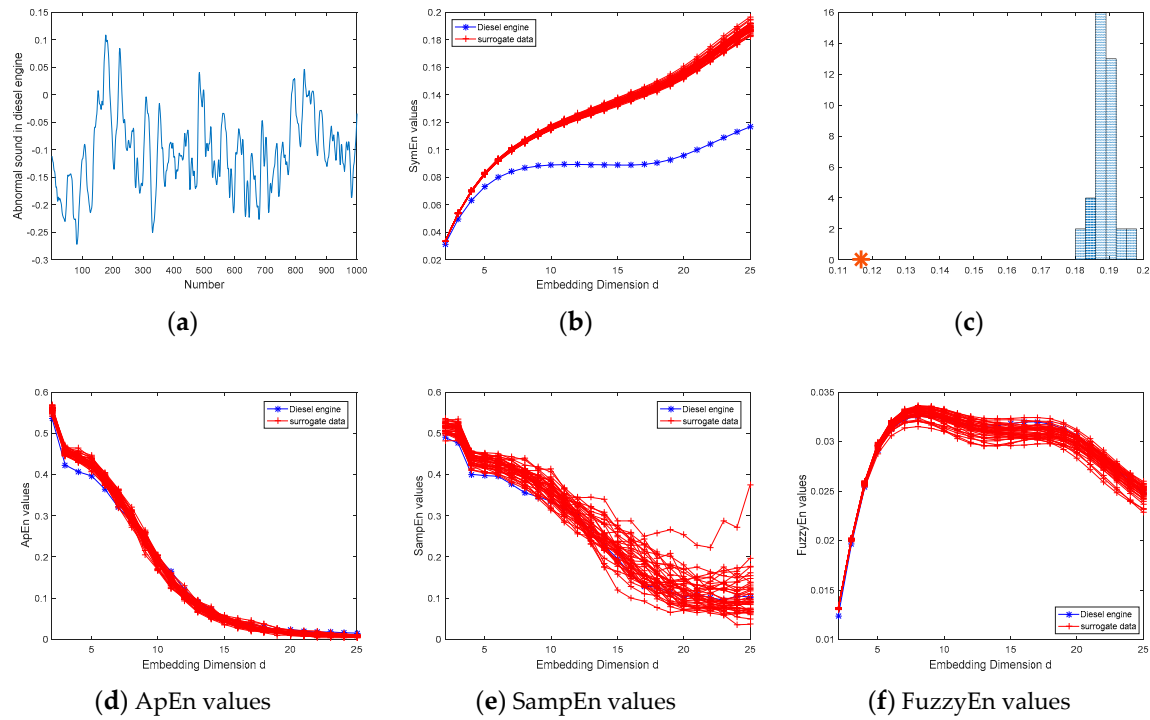 0.15
0.1
0.05
0
-0.05
-0.1
-0.15
-0.2
-0.25
-0.3
Abnormal sound in diesel engine
100 200 300 400 500 600 700 800 900 1000
Number
(a)
0.2
0.18
0.16
0.14
0.12
0.1
0.08
0.06
0.04
0.02
SymEn values
Diesel engine
surrogate data
5 10 15 20 25
Embedding Dimension d
(b)
16
14
12
10
8
6
4
2
0
0.11 0.12 0.13 0.14 0.15 0.16 0.17 0.18 0.19 0.2
(c)
0.6
0.5
0.4
0.3
0.2
0.1
0
ApEn values
Diesel engine
surrogate data
5 10 15 20 25
Embedding Dimension d
(d) ApEn values
0.6
0.5
0.4
0.3
0.2
0.1
0
SampEn values
Diesel engine
surrogate data
5 10 15 20 25
Embedding Dimension d
(e) SampEn values
0.035
0.03
0.025
0.02
0.015
0.01
FuzzyEn values
Diesel engine
surrogate data
5 10 15 20 25
Embedding Dimension d
(f) FuzzyEn values